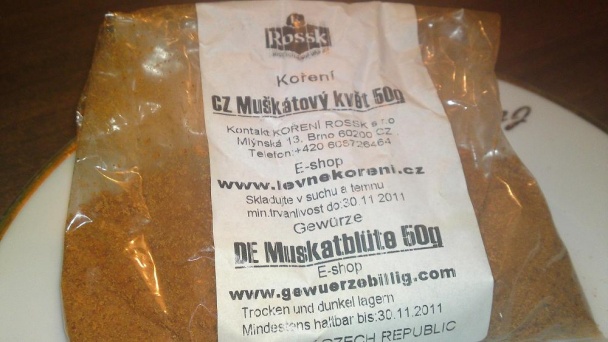 Rossk
Koření
CZ Muškátový květ 50g
Kontakt KOŘENÍ ROSSK s.r.o
Mlýnská 13, Brno 60200 CZ
Telefon:+420 605726464
E-shop
www.levnekoreni.cz
Skladujte v suchu a temnu
min.trvanlivost do:30.11 2011
Gewürze
DE Muskatblüte 50g
E-shop
www.gewuerzebillig.com
Trocken und dunkel lagern
Mindestens haltbar bis:30.11.2011
CZECH REPUBLIC